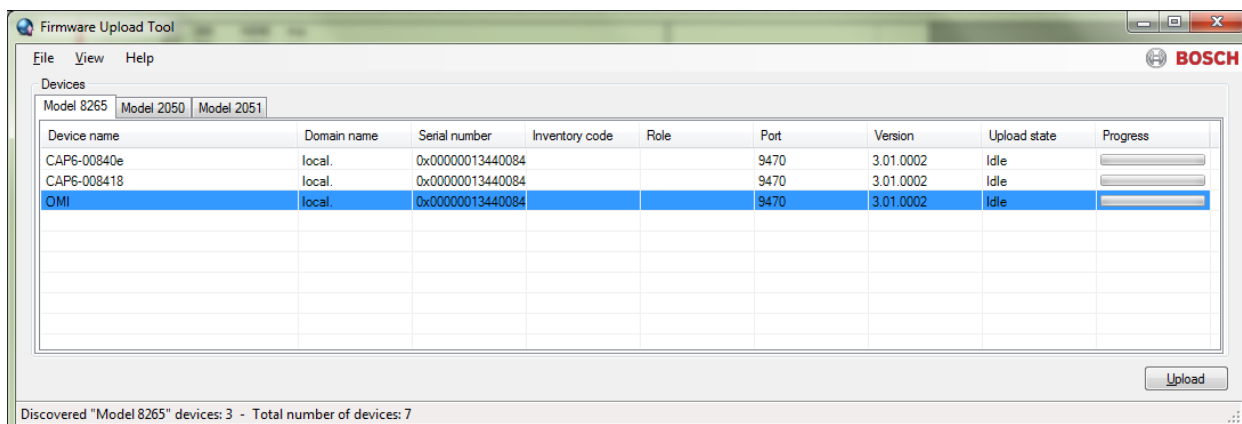 Firmware Upload Tool
File View Help BOSCH
Devices
Model 8265 Model 2050 Model 2051
Device name Domain name Serial number Inventory code Role Port Version Upload state Progress
CAP6-00840e local. 0x00000013440084 9470 3.01.0002 Idle
CAP6-008418 local. 0x00000013440084 9470 3.01.0002 Idle
OMI local. 0x00000013440084 9470 3.01.0002 Idle
Upload
Discovered "Model 8265" devices: 3 - Total number of devices: 7